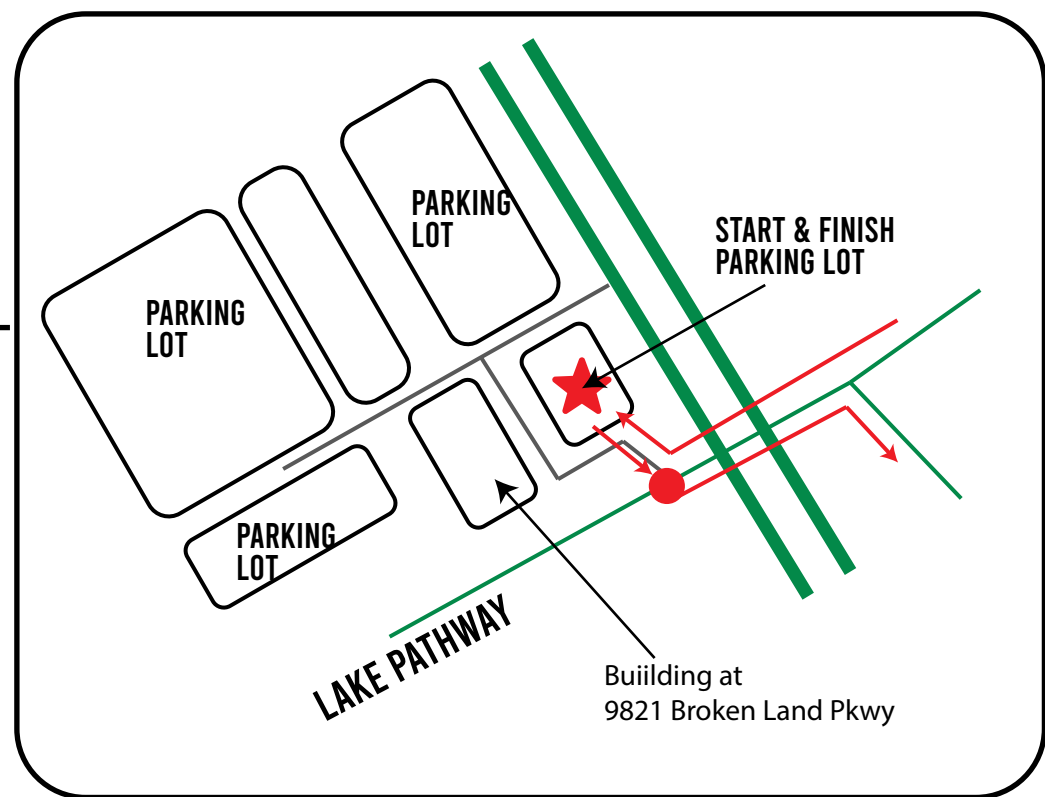 PARKING
LOT
START & FINISH
PARKING LOT
PARKING
LOT
PARKING
LOT
LAKE PATHWAY
Buiilding at
9821 Broken Land Pkwy